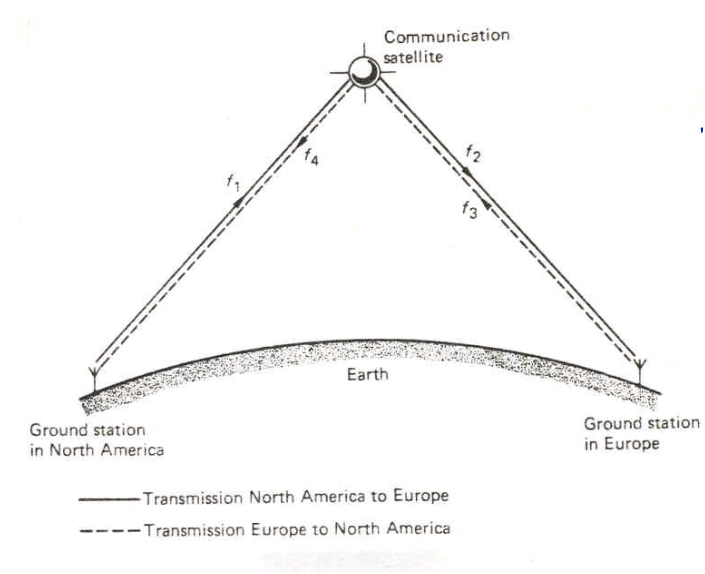 Communication
satellite
f4
f1
f2
f3
Earth
Ground station
in North America
Ground station
in Europe
Transmission North America to Europe
Transmission Europe to North America